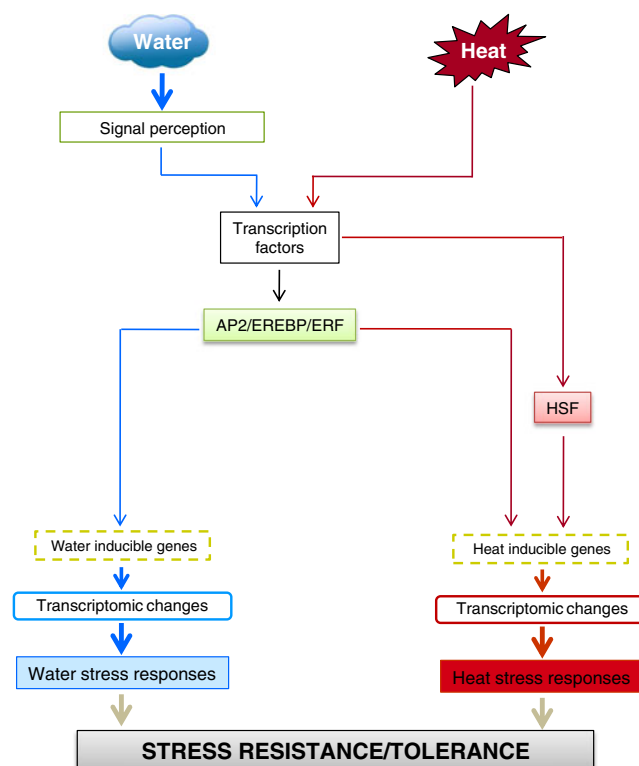 Water
Heat
Signal perception
Transcription
factors
AP2/EREBP/ERF
HSF
Water inducible genes
Heat inducible genes
Transcriptomic changes
Transcriptomic changes
Water stress responses
Heat stress responses
STRESS RESISTANCE/TOLERANCE